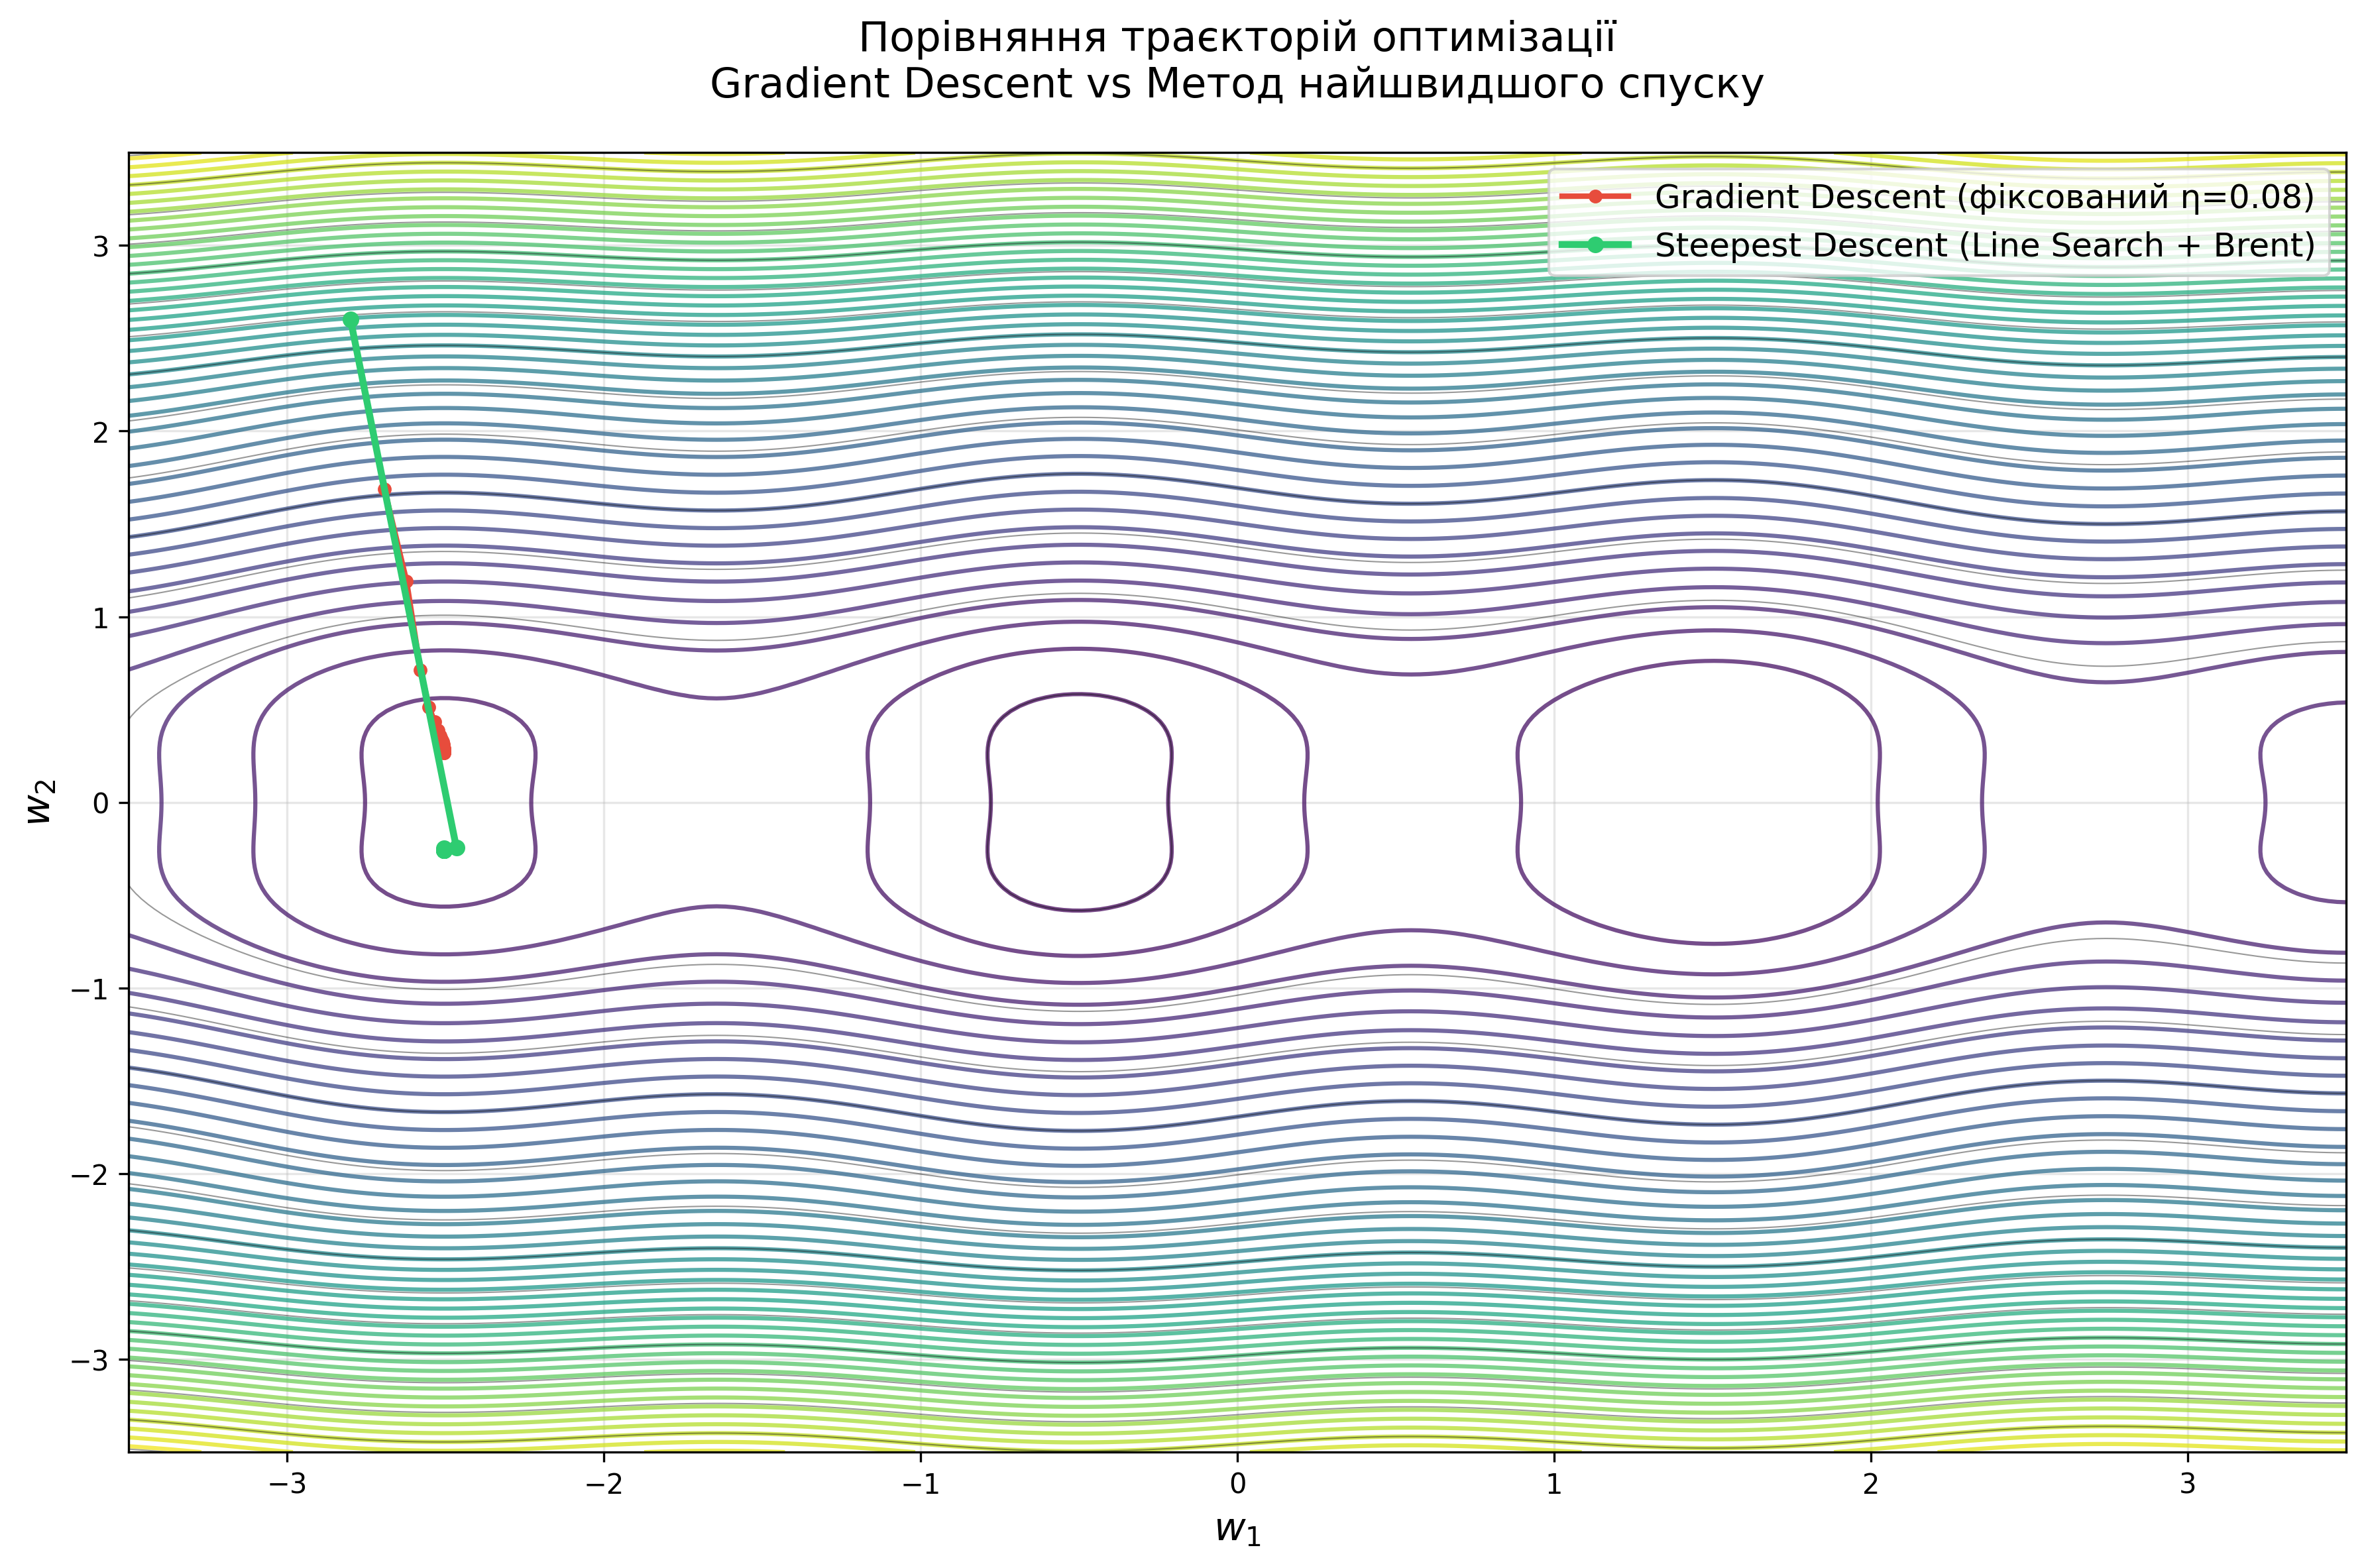 Порівняння траєкторій оптимізації
Gradient Descent vs Метод найшвидшого спуску
Gradient Descent (фіксований η=0.08)
Steepest Descent (Line Search + Brent)
3
2
1
0
−1
−2
−3
w₂
−3
−2
−1
0
1
2
3
w₁